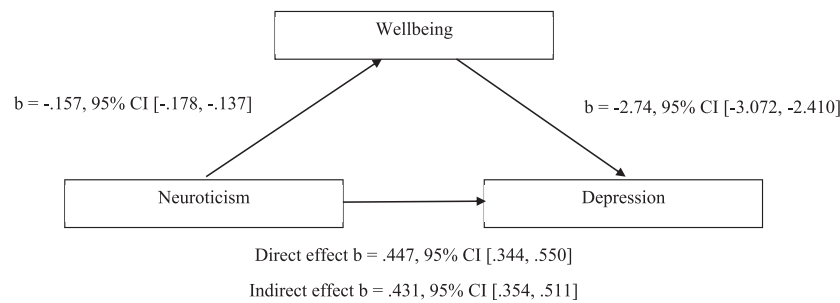 Wellbeing
b = -.157, 95% CI [-.178, -.137]
b = -2.74, 95% CI [-3.072, -2.410]
Neuroticism
Depression
Direct effect b = .447, 95% CI [.344, .550]
Indirect effect b = .431, 95% CI [.354, .511]